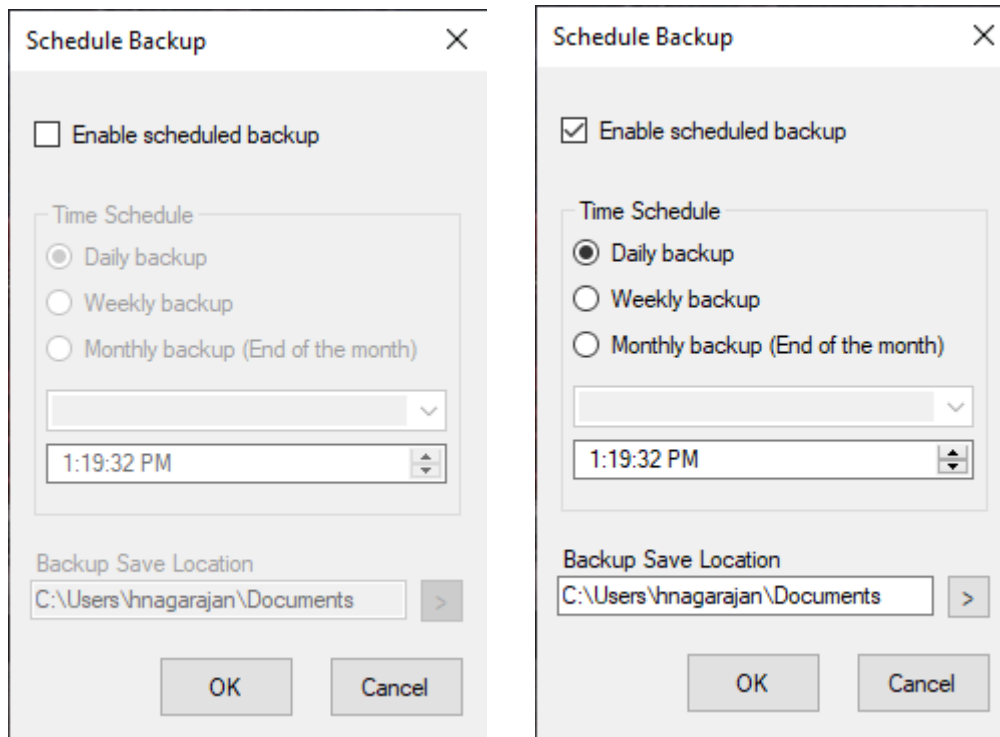 Schedule Backup
Enable scheduled backup
Time Schedule
Daily backup
Weekly backup
Monthly backup (End of the month)
1:19:32 PM
Backup Save Location
C:\Users\hnagarajan\Documents
>
OK
Cancel
Schedule Backup
Enable scheduled backup
Time Schedule
Daily backup
Weekly backup
Monthly backup (End of the month)
1:19:32 PM
Backup Save Location
C:\Users\hnagarajan\Documents
>
OK
Cancel